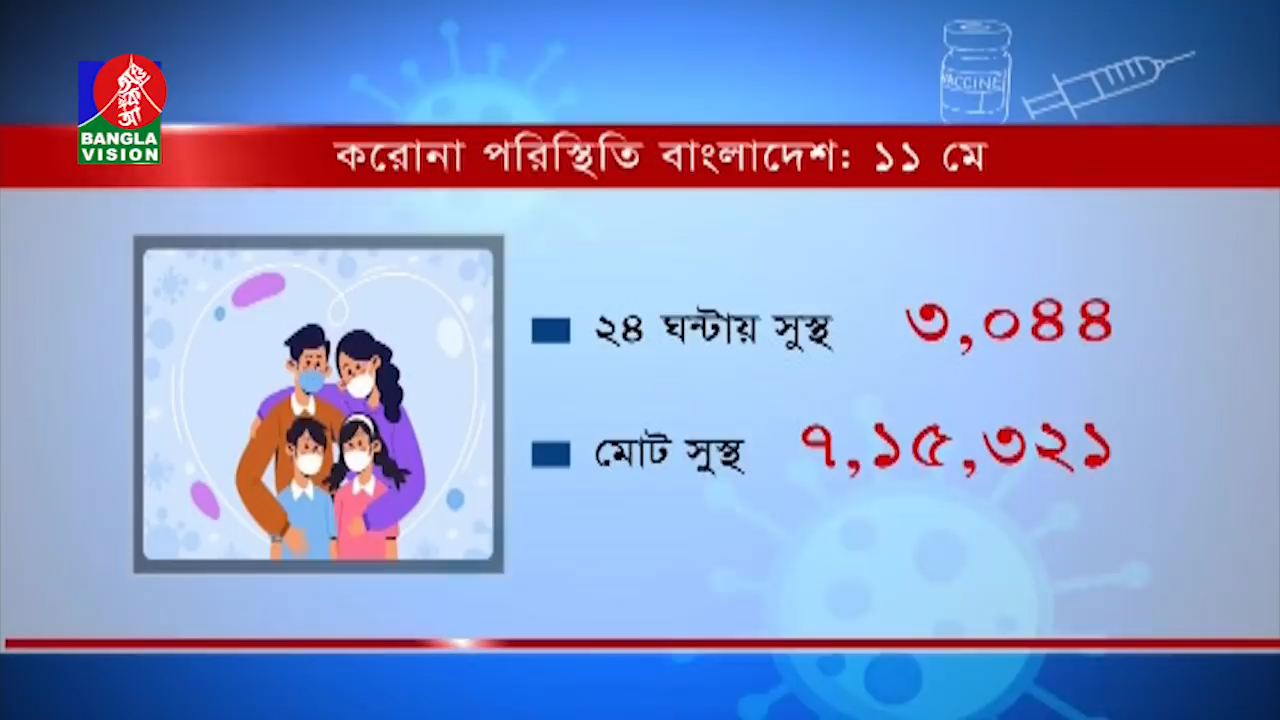 BANGLA
VISION
VACCINE
করোনা পরিস্থিতি বাংলাদেশ: ১১ মে
২৪ ঘন্টায় সুস্থ ৩,০৪৪
মোট সুস্থ ৭,১৫,৩২১